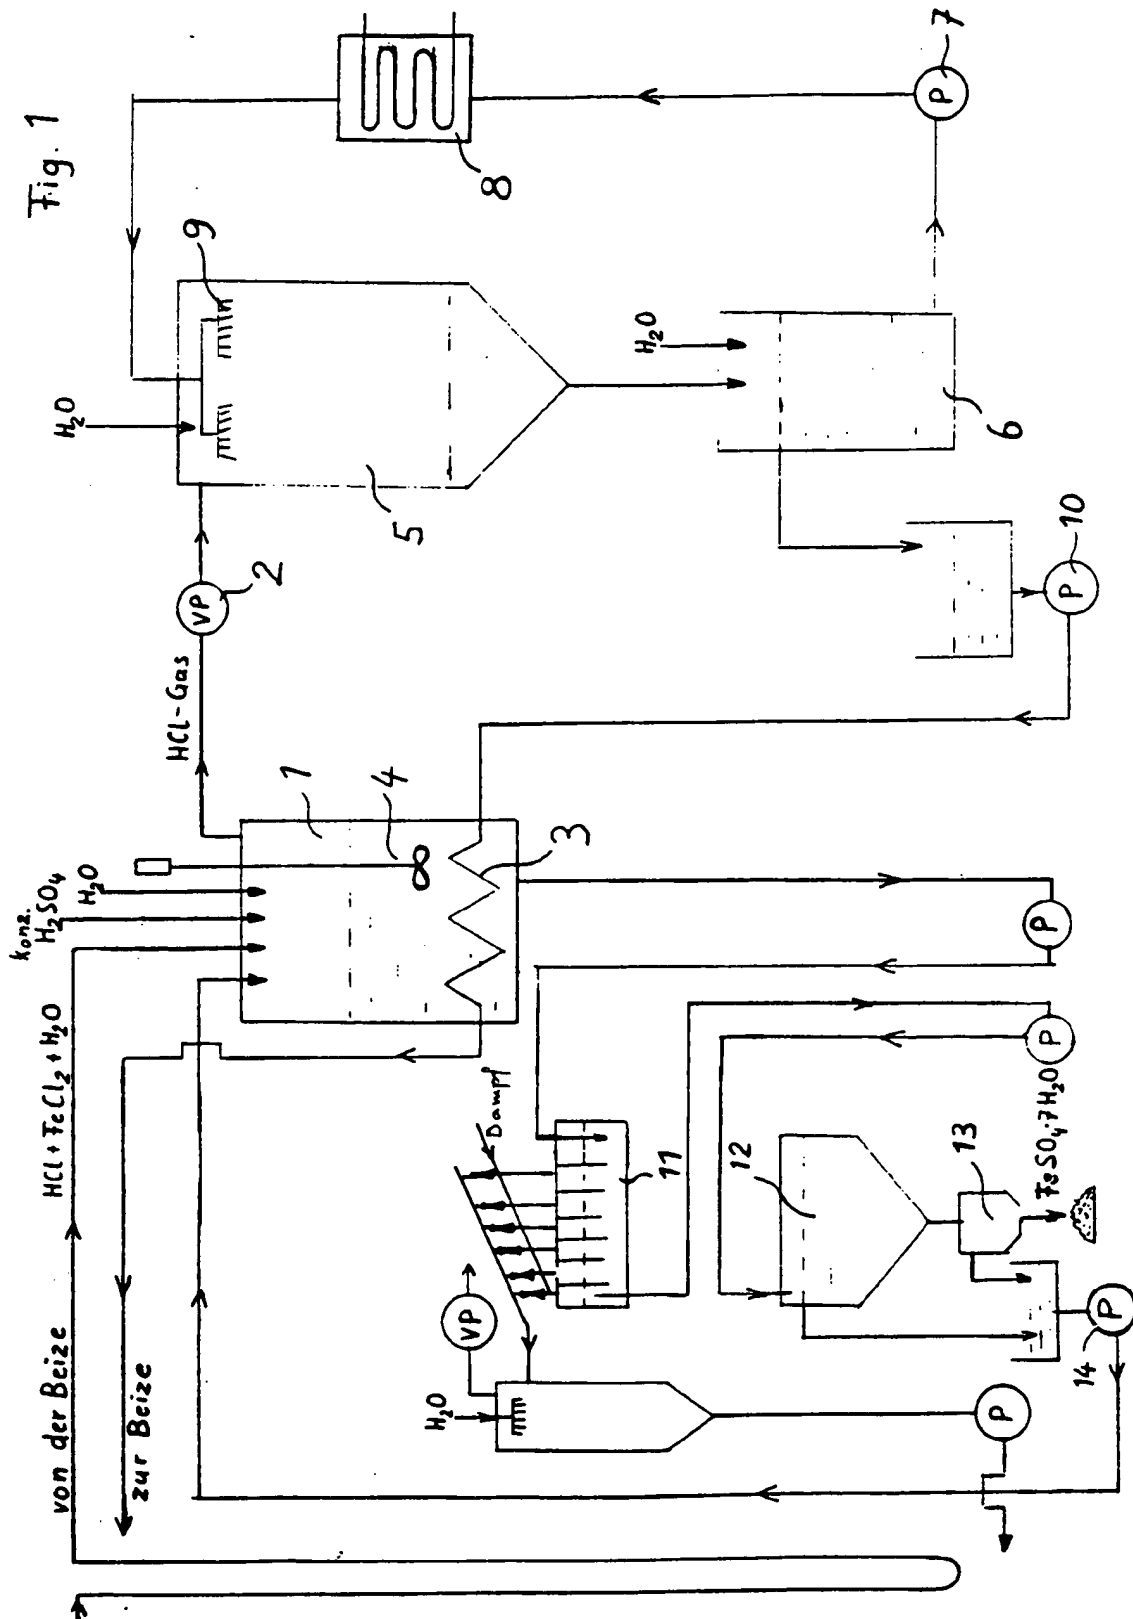 Fig. 1
von der Beize
HCl + FeCl₂ + H₂O
konz.
H₂SO₄
H₂O
zur Beize
HCl-Gas
VP
2
H₂O
9
5
8
P
7
H₂O
6
P
10
1
4
3
P
P
Dampf
11
VP
H₂O
P
12
13
FeSO₄·7H₂O
P
14